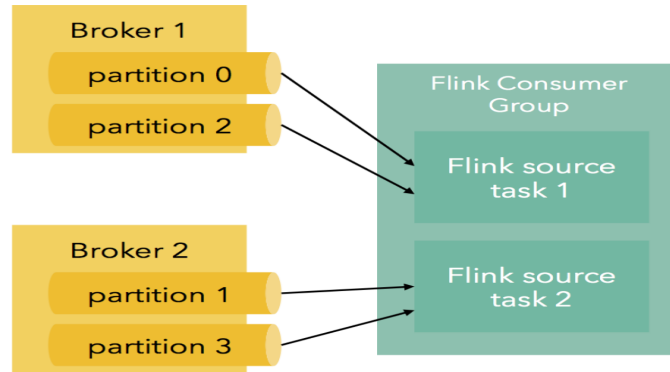 Broker 1
partition 0
partition 2
Broker 2
partition 1
partition 3
Flink Consumer
Group
Flink source
task 1
Flink source
task 2